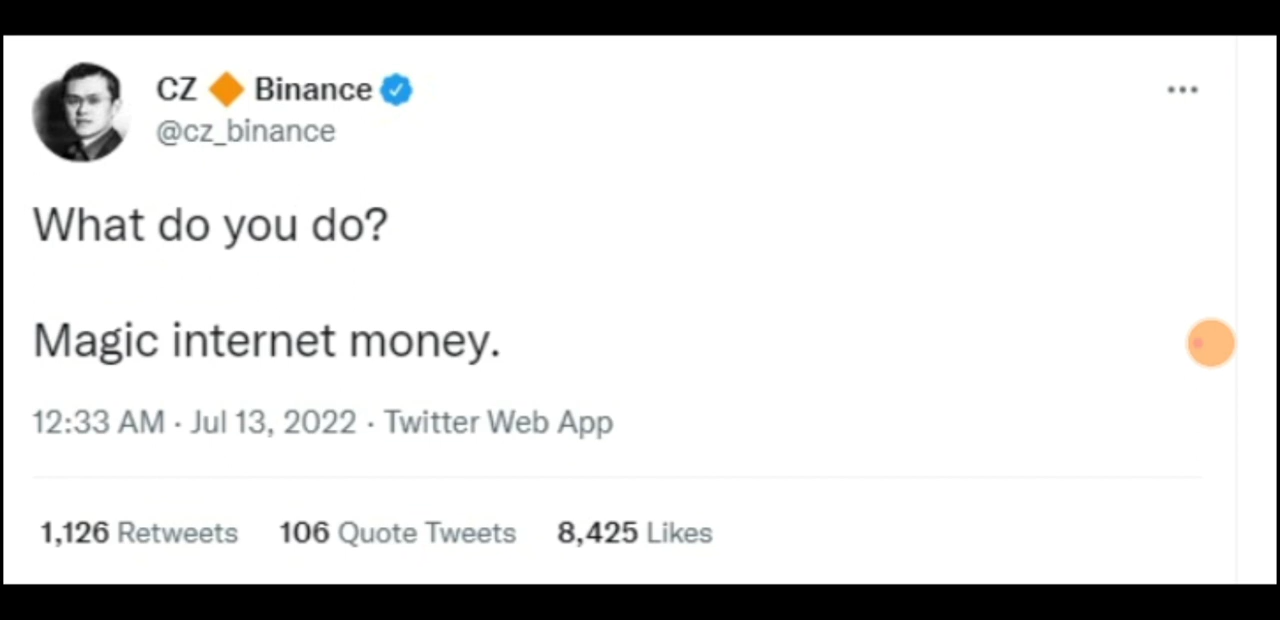 CZ 🔶 Binance
@cz_binance
What do you do?
Magic internet money.
12:33 AM · Jul 13, 2022 · Twitter Web App
1,126 Retweets 106 Quote Tweets 8,425 Likes